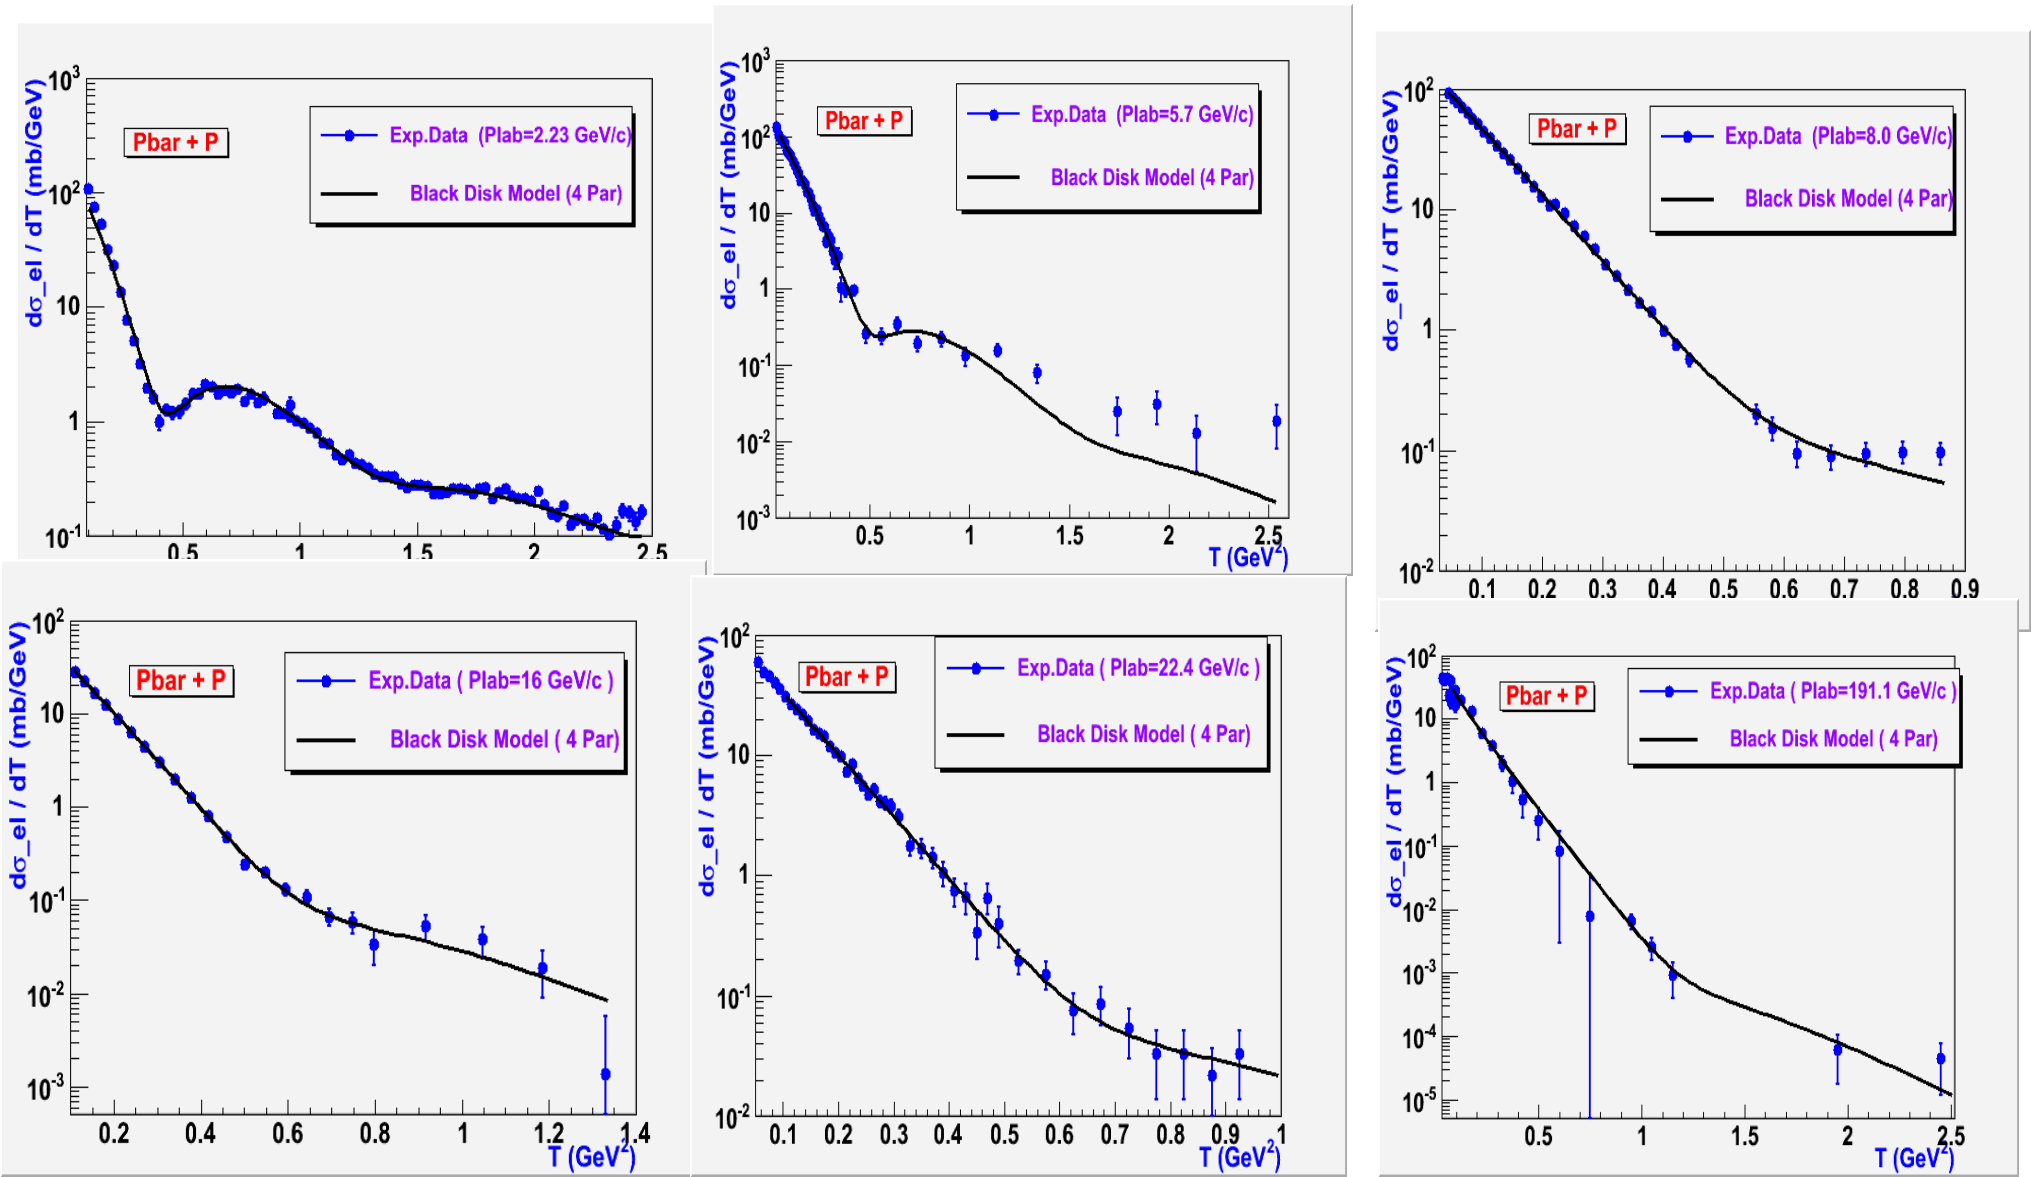 10^3
10^2
10
1
10^-1
dσ_el / dT (mb/GeV)
Pbar + P
Exp.Data (Plab=2.23 GeV/c)
Black Disk Model (4 Par)
0.5 1 1.5 2 2.5
10^3
10^2
10
1
10^-1
10^-2
10^-3
dσ_el / dT (mb/GeV)
Pbar + P
Exp.Data (Plab=5.7 GeV/c)
Black Disk Model (4 Par)
0.5 1 1.5 2 2.5
T (GeV^2)
10^2
10
1
10^-1
10^-2
dσ_el / dT (mb/GeV)
Pbar + P
Exp.Data (Plab=8.0 GeV/c)
Black Disk Model (4 Par)
0.1 0.2 0.3 0.4 0.5 0.6 0.7 0.8 0.9
10^2
10
1
10^-1
10^-2
10^-3
dσ_el / dT (mb/GeV)
Pbar + P
Exp.Data ( Plab=16 GeV/c )
Black Disk Model ( 4 Par)
0.2 0.4 0.6 0.8 1 1.2 1.4
T (GeV^2)
10^2
10
1
10^-1
10^-2
dσ_el / dT (mb/GeV)
Pbar + P
Exp.Data ( Plab=22.4 GeV/c )
Black Disk Model ( 4 Par)
0.1 0.2 0.3 0.4 0.5 0.6 0.7 0.8 0.9 1
T (GeV^2)
10^2
10
1
10^-1
10^-2
10^-3
10^-4
10^-5
dσ_el / dT (mb/GeV)
Pbar + P
Exp.Data ( Plab=191.1 GeV/c )
Black Disk Model ( 4 Par)
0.5 1 1.5 2 2.5
T (GeV^2)